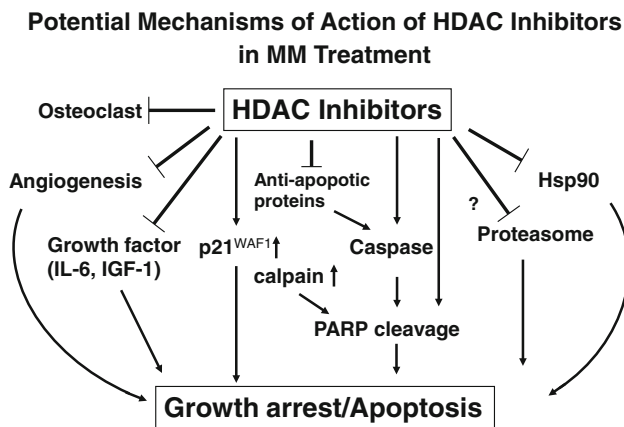 Potential Mechanisms of Action of HDAC Inhibitors
in MM Treatment
HDAC Inhibitors
Osteoclast
Angiogenesis
Anti-apopotic
proteins
Hsp90
?
Growth factor
(IL-6, IGF-1)
p21WAF1↑
Caspase
Proteasome
calpain ↑
PARP cleavage
Growth arrest/Apoptosis